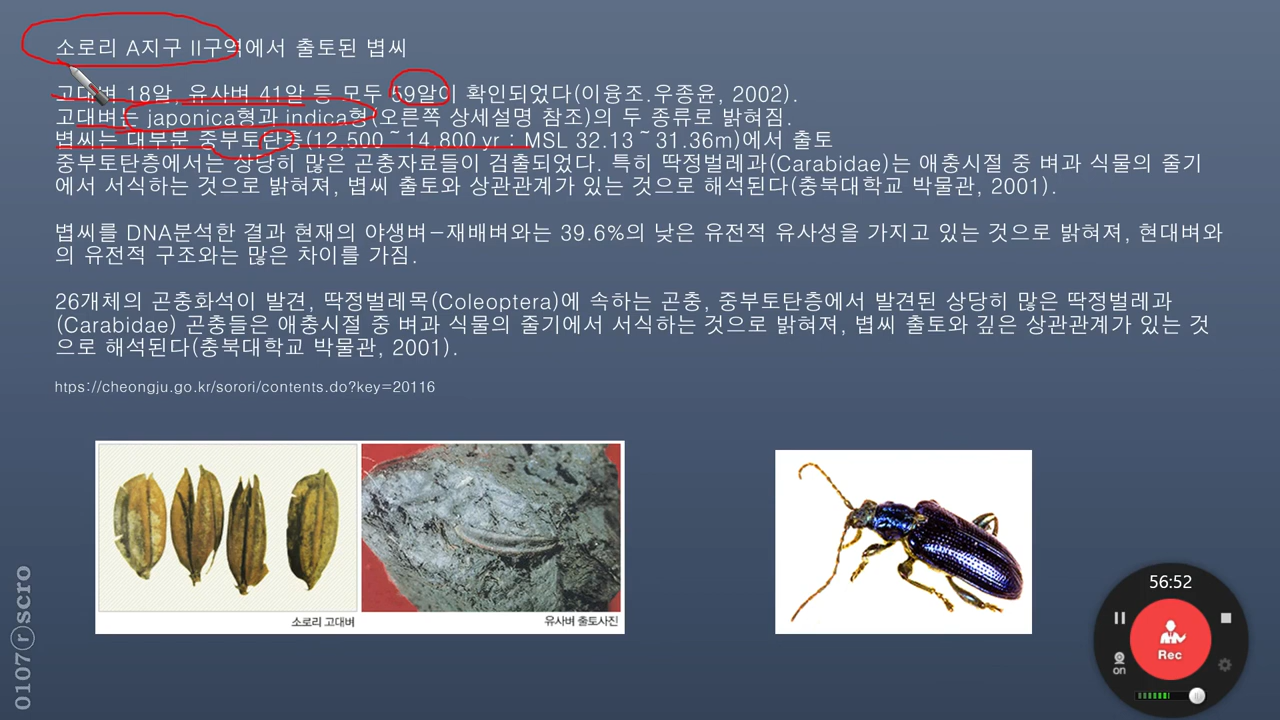 소로리 A지구 II구역에서 출토된 볍씨
고대벼 18알, 유사벼 41알 등 모두 59알이 확인되었다(이융조.우종윤, 2002).
고대벼는 japonica형과 indica형(오른쪽 상세설명 참조)의 두 종류로 밝혀짐.
볍씨는 대부분 중부토탄층(12,500~14,800 yr : MSL 32.13~31.36m)에서 출토
중부토탄층에서는 상당히 많은 곤충자료들이 검출되었다. 특히 딱정벌레과(Carabidae)는 애충시절 중 벼과 식물의 줄기
에서 서식하는 것으로 밝혀져, 볍씨 출토와 상관관계가 있는 것으로 해석된다(충북대학교 박물관, 2001).
볍씨를 DNA분석한 결과 현재의 야생벼-재배벼와는 39.6%의 낮은 유전적 유사성을 가지고 있는 것으로 밝혀져, 현대벼와
의 유전적 구조와는 많은 차이를 가짐.
26개체의 곤충화석이 발견, 딱정벌레목(Coleoptera)에 속하는 곤충, 중부토탄층에서 발견된 상당히 많은 딱정벌레과
(Carabidae) 곤충들은 애충시절 중 벼과 식물의 줄기에서 서식하는 것으로 밝혀져, 볍씨 출토와 깊은 상관관계가 있는 것
으로 해석된다(충북대학교 박물관, 2001).
htps://cheongju.go.kr/sorori/contents.do?key=20116
소로리 고대벼
유사벼 출토사진
56:52
Rec
on
0107ⓡscro